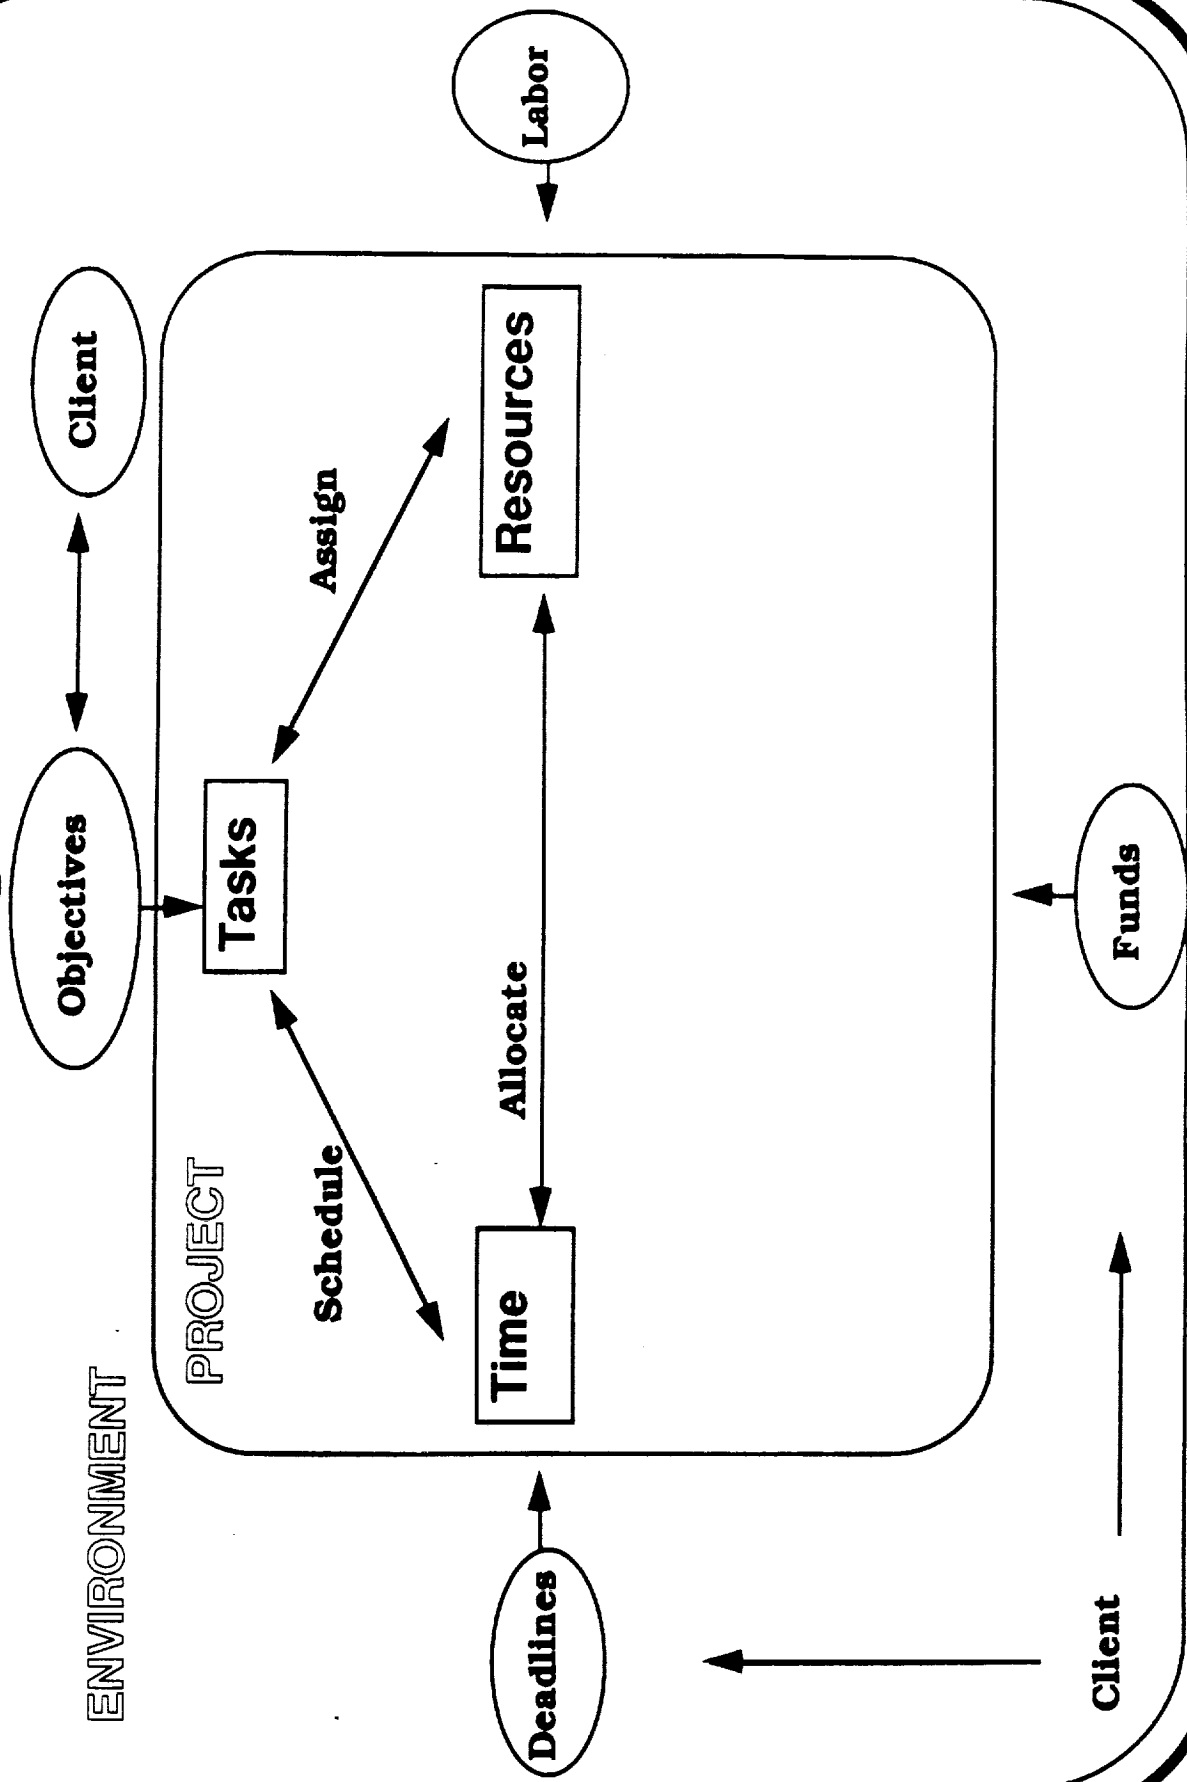 ENVIRONMENT
Objectives
Client
PROJECT
Tasks
Schedule
Assign
Time
Allocate
Resources
Deadlines
Labor
Client
Funds